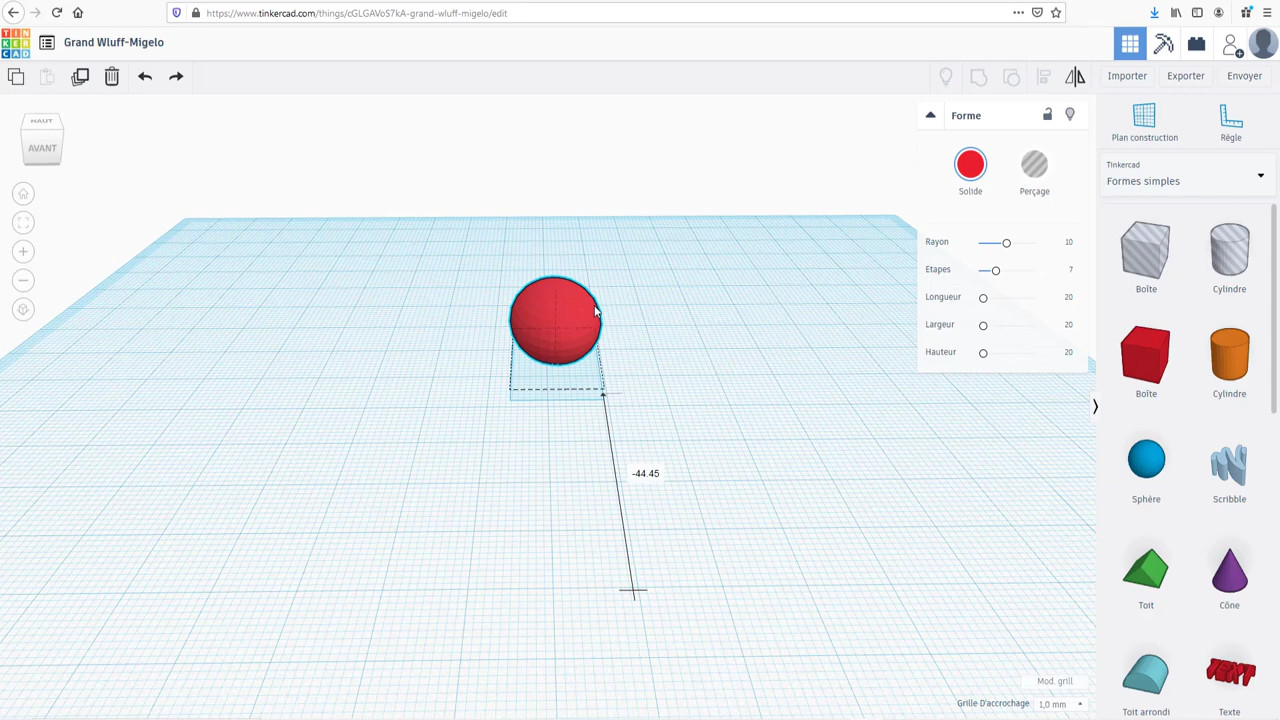 https://www.tinkercad.com/things/cGLGAVoS7kA-grand-wluff-migelo/edit
TIN
KER
CAD
Grand Wluff-Migelo
Importer
Exporter
Envoyer
HAUT
AVANT
Forme
Solide
Perçage
Rayon 10
Etapes 7
Longueur 20
Largeur 20
Hauteur 20
Plan construction
Règle
Tinkercad
Formes simples
Boîte
Cylindre
Boîte
Cylindre
Sphère
Scribble
Toit
Cône
TEXT
Toit arrondi
Texte
-44.45
Mod. grill
Grille D'accrochage 1,0 mm